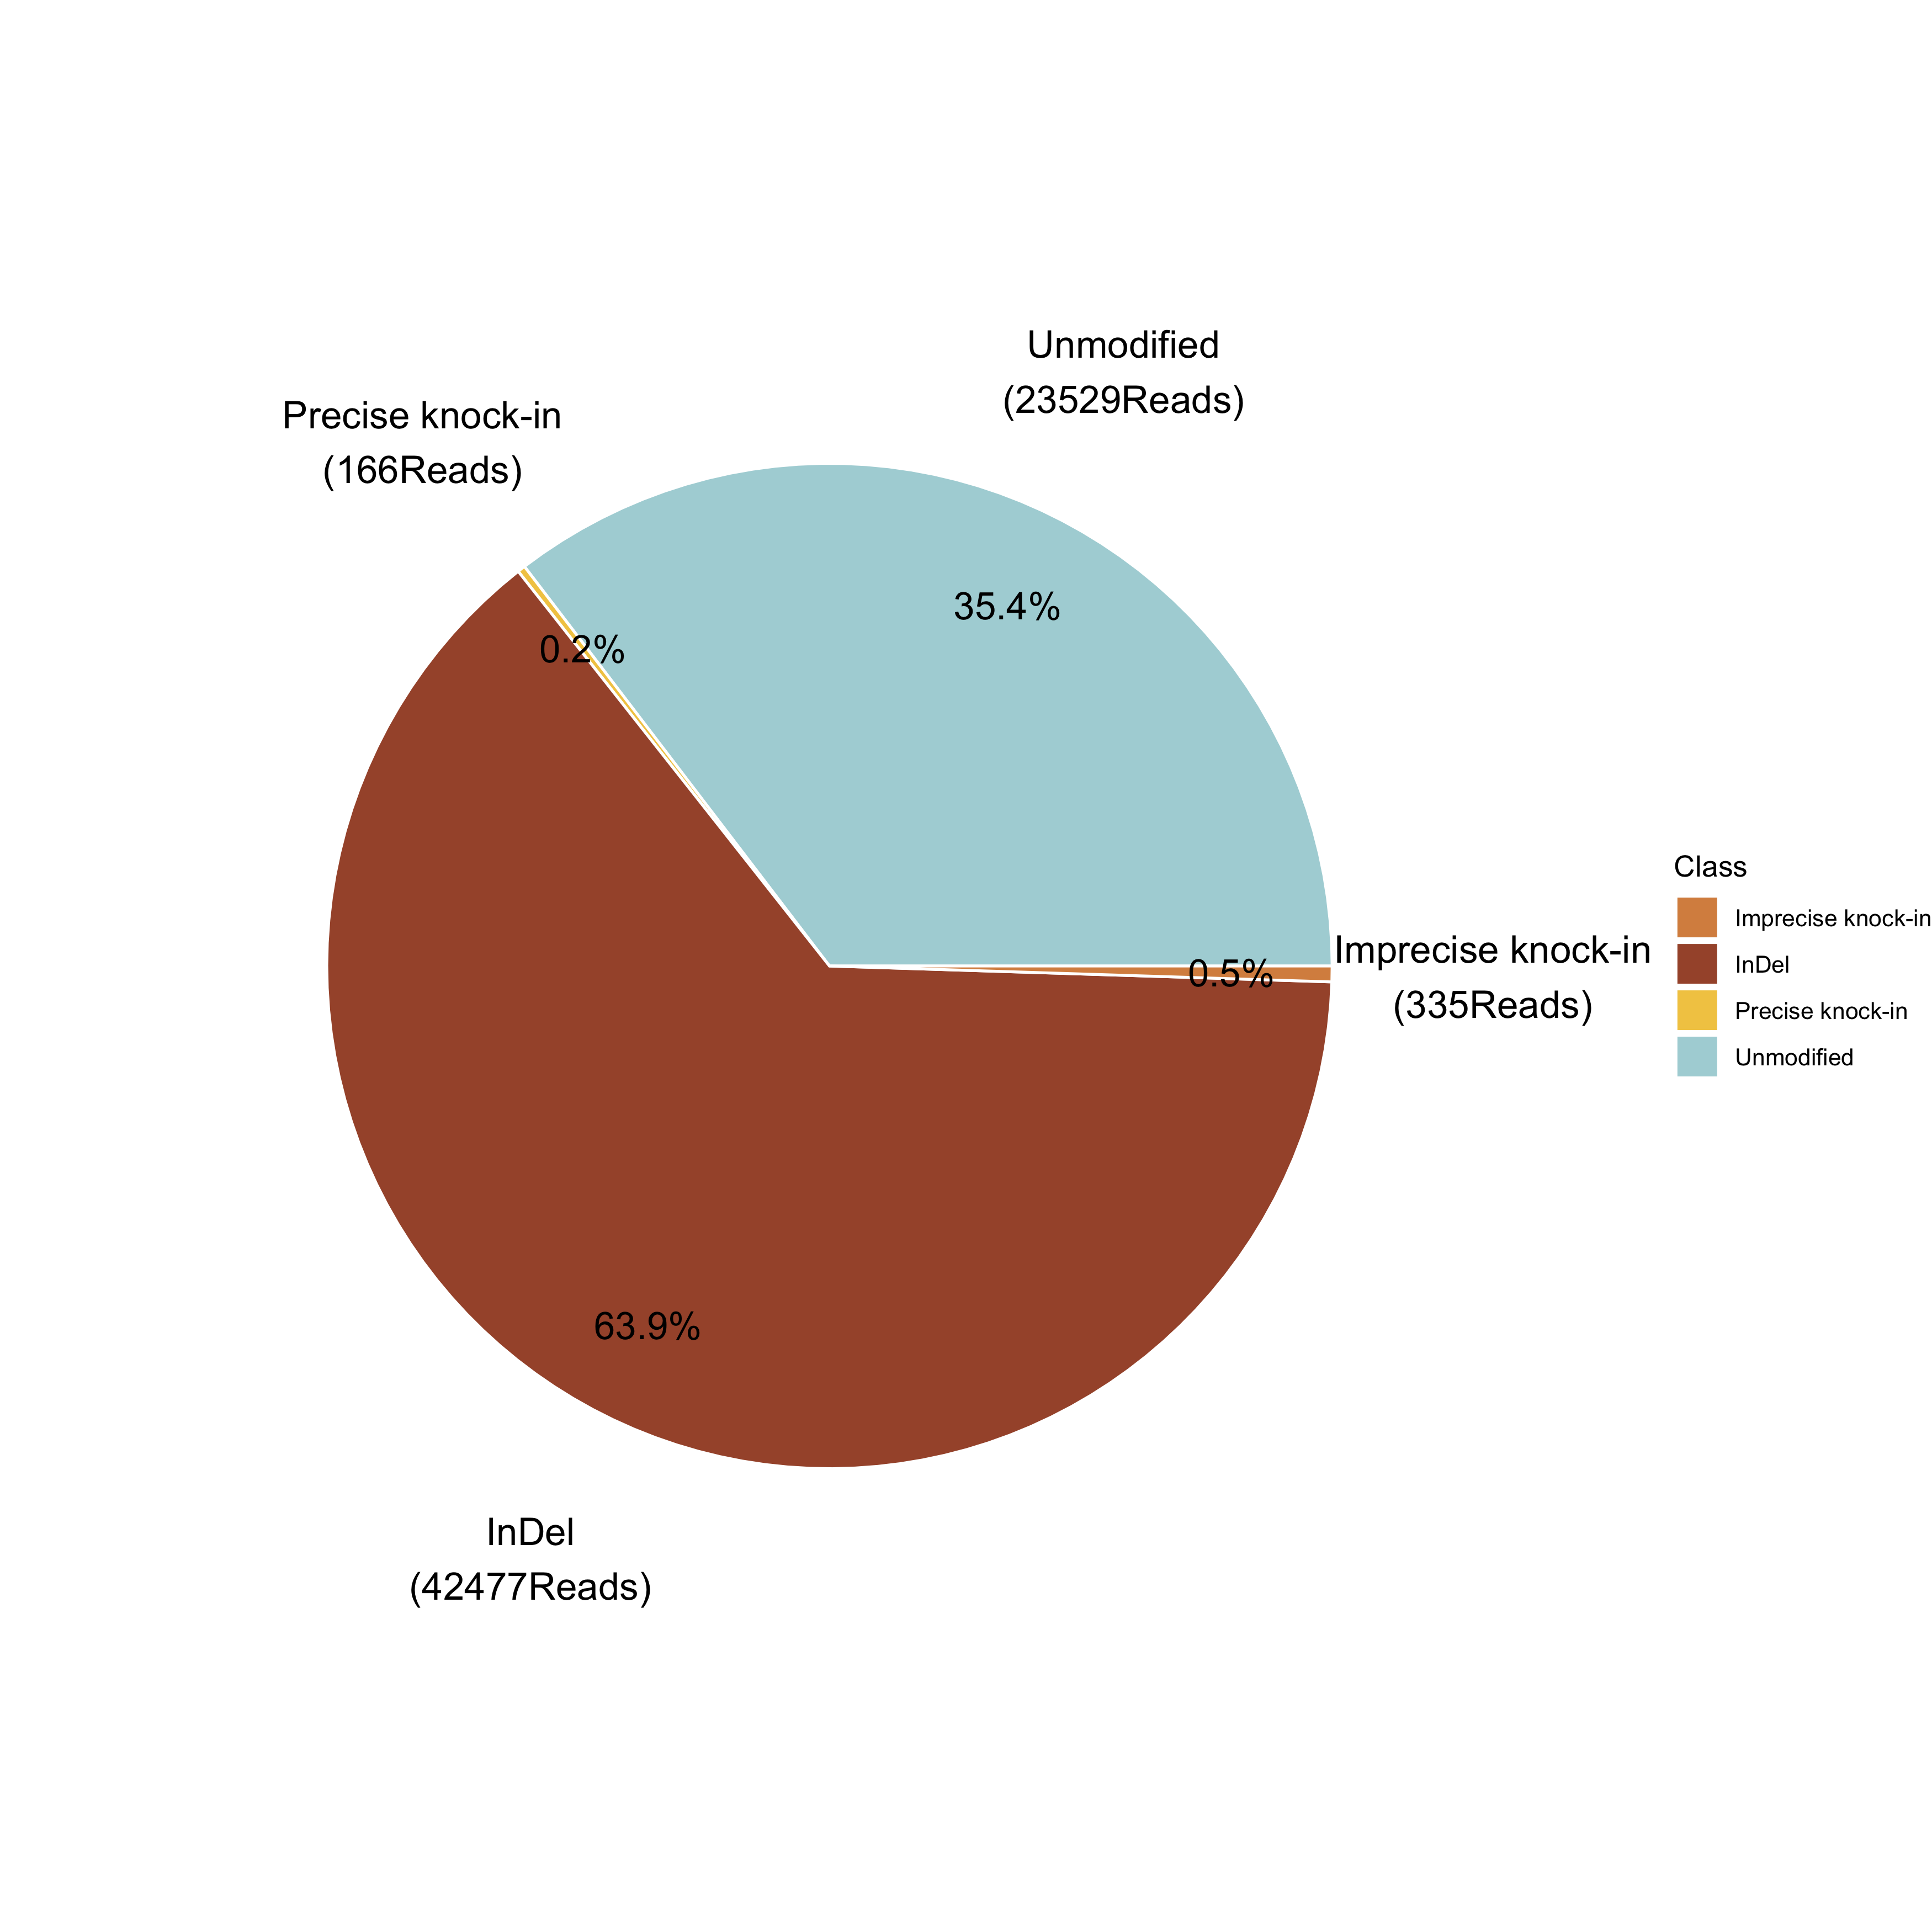 Unmodified
(23529Reads)
Precise knock-in
(166Reads)
35.4%
0.2%
Imprecise knock-in
(335Reads)
0.5%
63.9%
InDel
(42477Reads)
Class
Imprecise knock-in
InDel
Precise knock-in
Unmodified